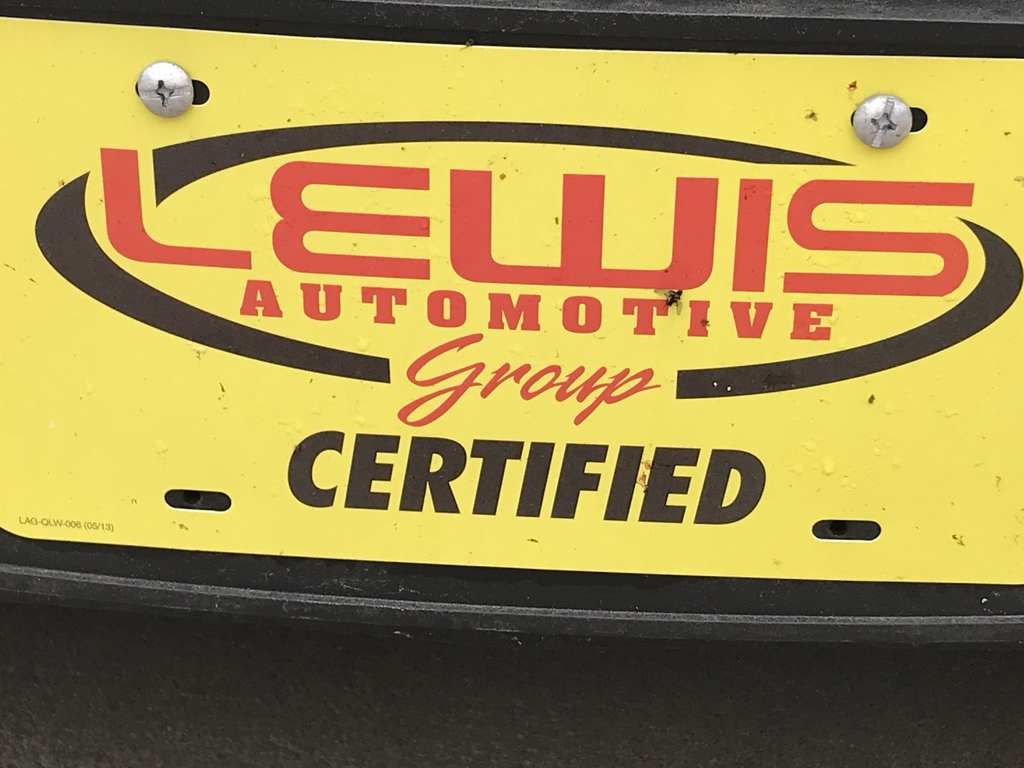 LEWIS
AUTOMOTIVE
Group
CERTIFIED
LAG-QLW-006 (05/13)